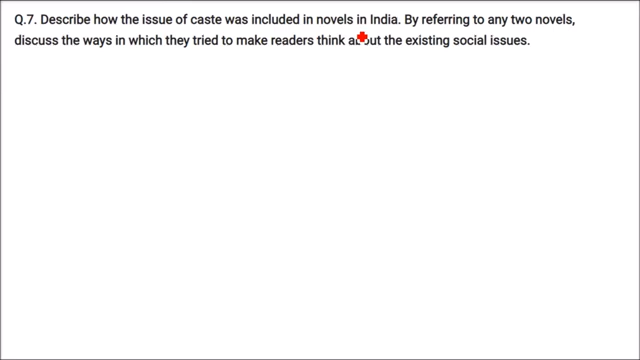 Q.7. Describe how the issue of caste was included in novels in India. By referring to any two novels,
discuss the ways in which they tried to make readers think about the existing social issues.